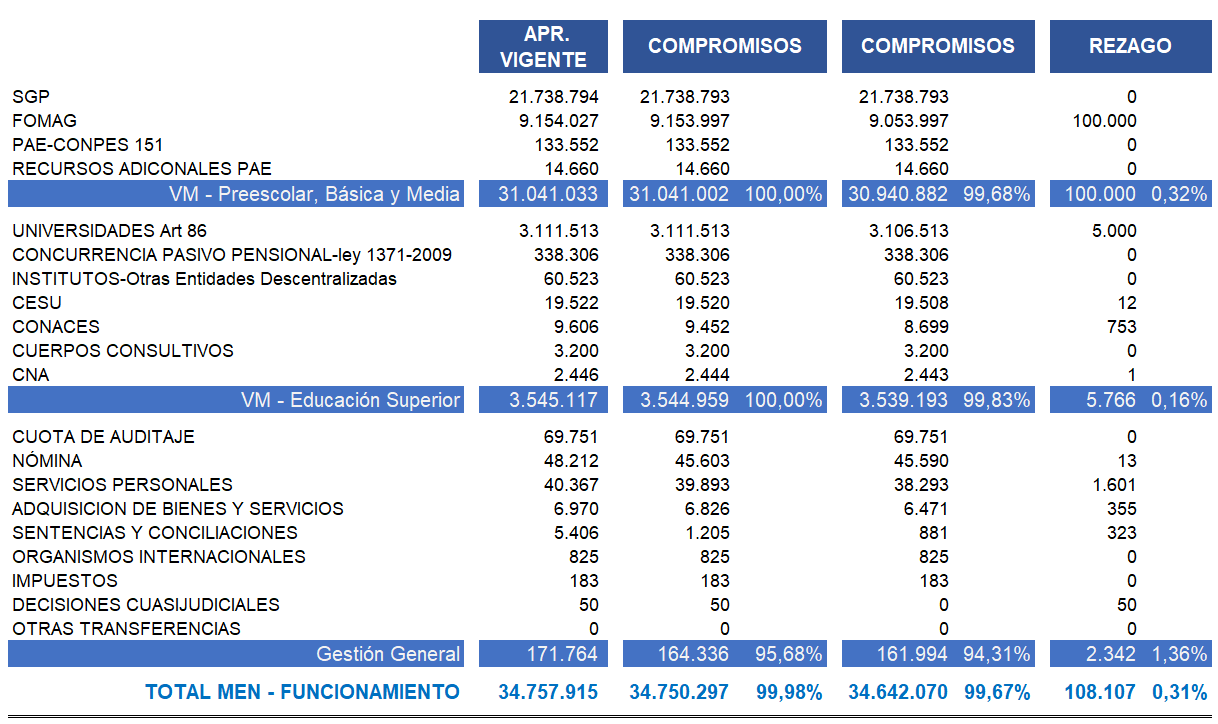 APR. VIGENTE COMPROMISOS COMPROMISOS REZAGO
SGP 21.738.794 21.738.793 21.738.793 0
FOMAG 9.154.027 9.153.997 9.053.997 100.000
PAE-CONPES 151 133.552 133.552 133.552 0
RECURSOS ADICONALES PAE 14.660 14.660 14.660 0
VM - Preescolar, Básica y Media 31.041.033 31.041.002 100,00% 30.940.882 99,68% 100.000 0,32%
UNIVERSIDADES Art 86 3.111.513 3.111.513 3.106.513 5.000
CONCURRENCIA PASIVO PENSIONAL-ley 1371-2009 338.306 338.306 338.306 0
INSTITUTOS-Otras Entidades Descentralizadas 60.523 60.523 60.523 0
CESU 19.522 19.520 19.508 12
CONACES 9.606 9.452 8.699 753
CUERPOS CONSULTIVOS 3.200 3.200 3.200 0
CNA 2.446 2.444 2.443 1
VM - Educación Superior 3.545.117 3.544.959 100,00% 3.539.193 99,83% 5.766 0,16%
CUOTA DE AUDITAJE 69.751 69.751 69.751 0
NÓMINA 48.212 45.603 45.590 13
SERVICIOS PERSONALES 40.367 39.893 38.293 1.601
ADQUISICION DE BIENES Y SERVICIOS 6.970 6.826 6.471 355
SENTENCIAS Y CONCILIACIONES 5.406 1.205 881 323
ORGANISMOS INTERNACIONALES 825 825 825 0
IMPUESTOS 183 183 183 0
DECISIONES CUASIJUDICIALES 50 50 0 50
OTRAS TRANSFERENCIAS 0 0 0 0
Gestión General 171.764 164.336 95,68% 161.994 94,31% 2.342 1,36%
TOTAL MEN - FUNCIONAMIENTO 34.757.915 34.750.297 99,98% 34.642.070 99,67% 108.107 0,31%